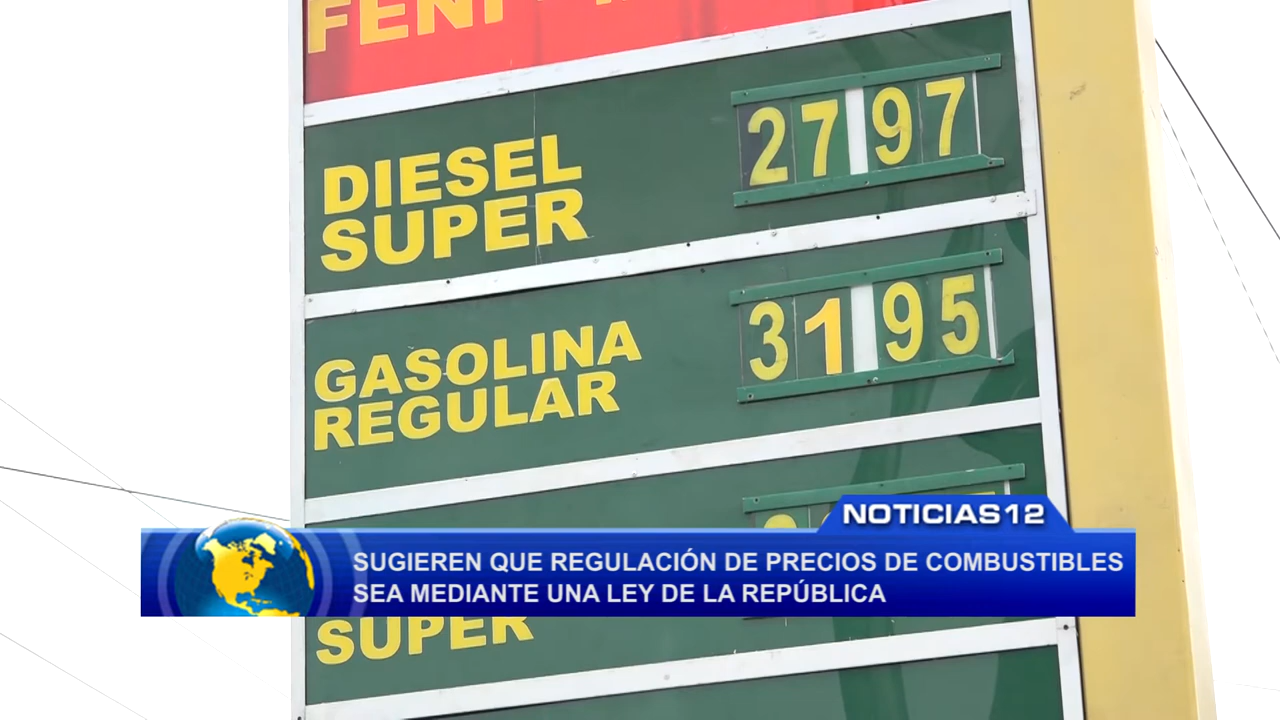 DIESEL
SUPER
27 97
GASOLINA
REGULAR
31 95
NOTICIAS12
SUGIEREN QUE REGULACIÓN DE PRECIOS DE COMBUSTIBLES
SEA MEDIANTE UNA LEY DE LA REPÚBLICA
SUPER